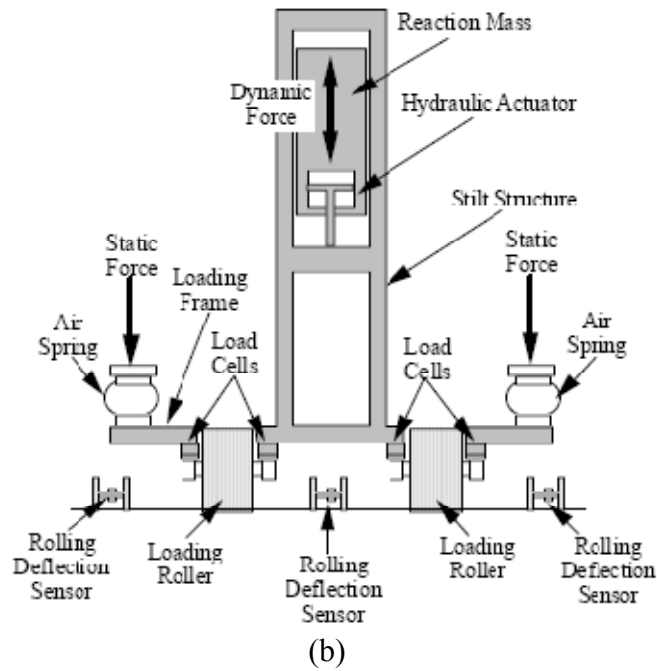 Reaction Mass
Dynamic
Force
Hydraulic Actuator
Stilt Structure
Static
Force
Loading
Frame
Air
Spring
Load
Cells
Load
Cells
Static
Force
Air
Spring
Rolling
Deflection
Sensor
Loading
Roller
Rolling
Deflection
Sensor
Loading
Roller
Rolling
Deflection
Sensor
(b)